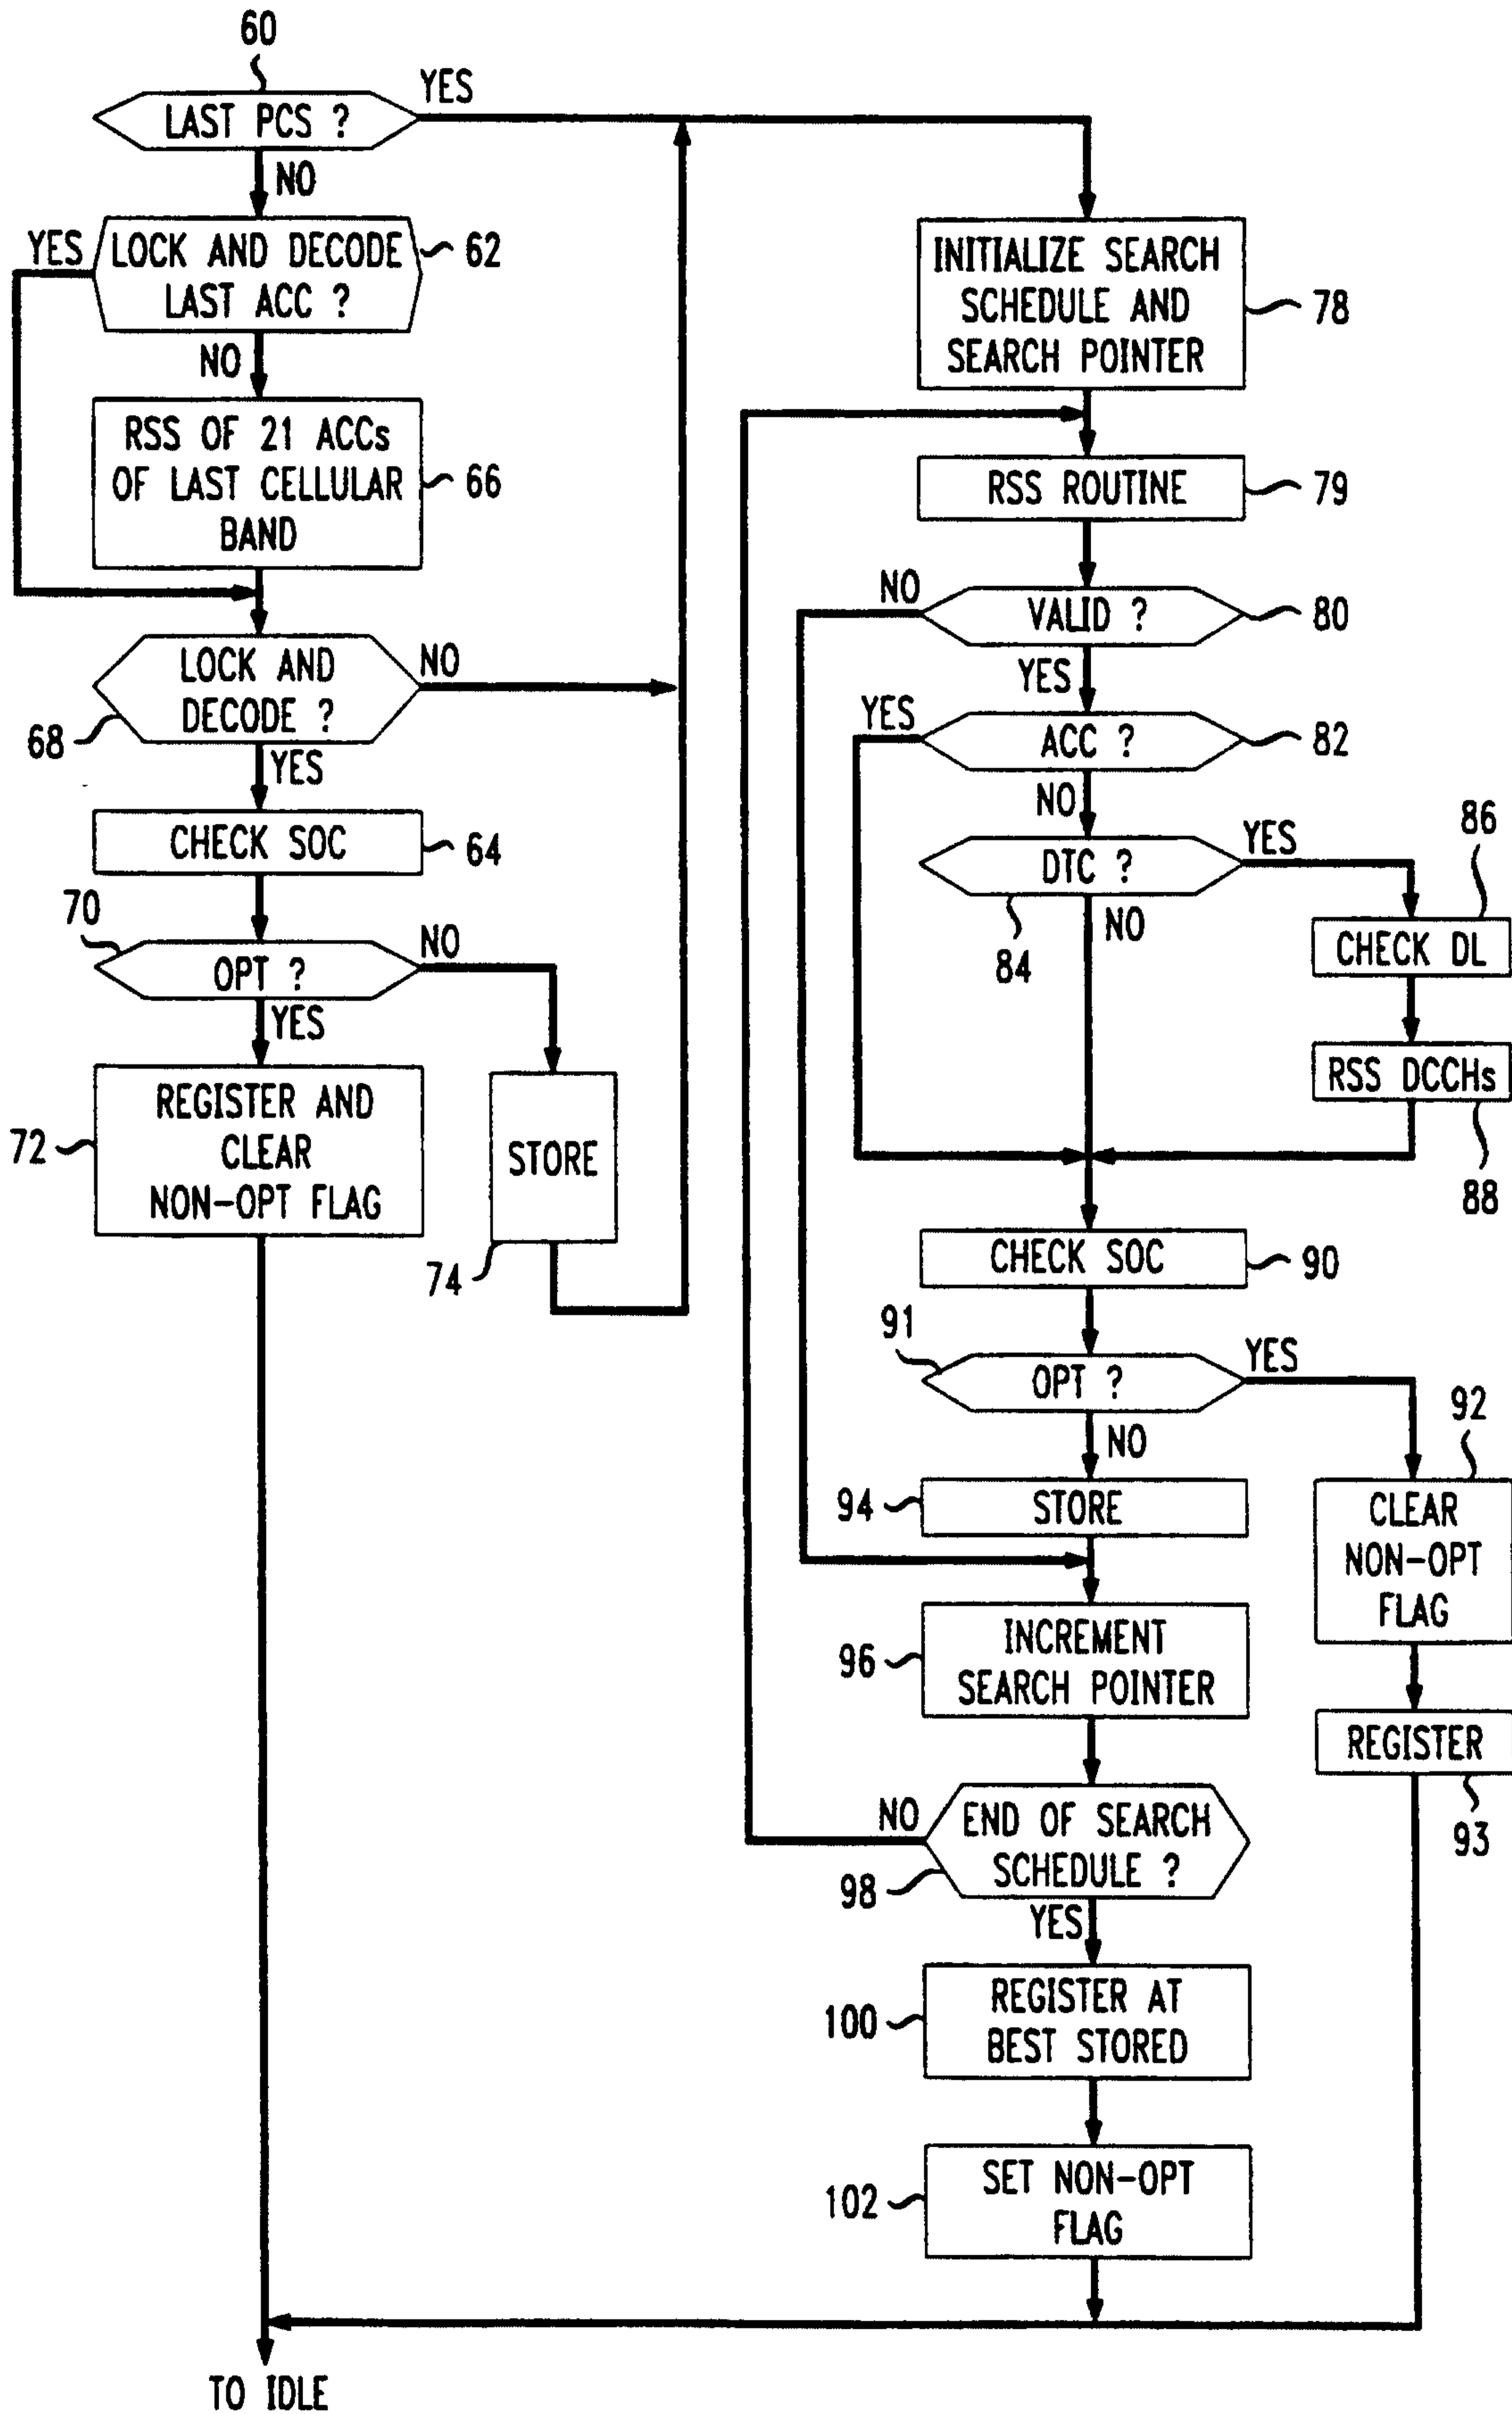 60
LAST PCS ?
YES
NO
LOCK AND DECODE
LAST ACC ?
62
YES
NO
RSS OF 21 ACCs
OF LAST CELLULAR
BAND
66
LOCK AND
DECODE ?
68
NO
YES
CHECK SOC
64
70
OPT ?
NO
YES
REGISTER AND
CLEAR
NON-OPT FLAG
72
STORE
74
INITIALIZE SEARCH
SCHEDULE AND
SEARCH POINTER
78
RSS ROUTINE
79
NO
VALID ?
80
YES
YES
ACC ?
82
NO
DTC ?
84
YES
NO
86
CHECK DL
RSS DCCHs
88
CHECK SOC
90
91
OPT ?
YES
NO
92
CLEAR
NON-OPT
FLAG
REGISTER
93
94
STORE
96
INCREMENT
SEARCH POINTER
NO
END OF SEARCH
SCHEDULE ?
98
YES
100
REGISTER AT
BEST STORED
102
SET NON-OPT
FLAG
TO IDLE